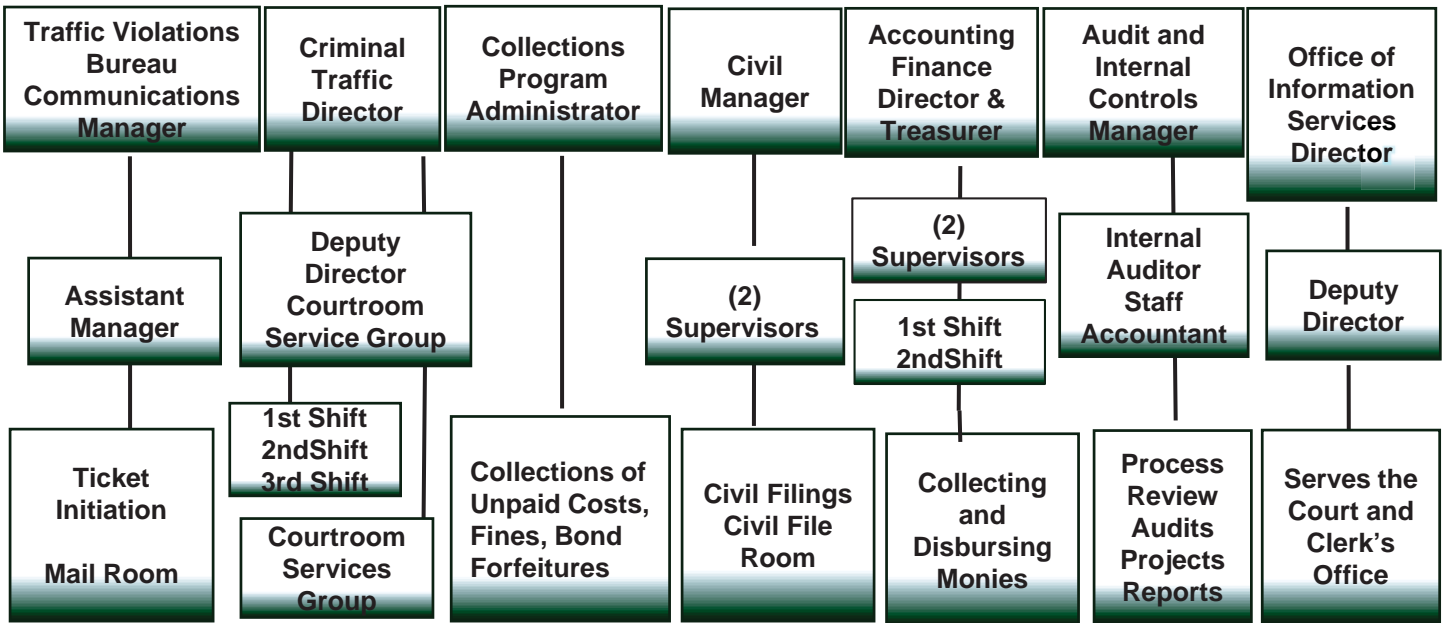 Traffic Violations
Bureau
Communications
Manager
Criminal
Traffic
Director
Collections
Program
Administrator
Civil
Manager
Accounting
Finance
Director &
Treasurer
Audit and
Internal
Controls
Manager
Office of
Information
Services
Director
Assistant
Manager
Deputy
Director
Courtroom
Service Group
(2)
Supervisors
(2)
Supervisors
1st Shift
2ndShift
Internal
Auditor
Staff
Accountant
Deputy
Director
Ticket
Initiation
Mail Room
1st Shift
2ndShift
3rd Shift
Courtroom
Services
Group
Collections of
Unpaid Costs,
Fines, Bond
Forfeitures
Civil Filings
Civil File
Room
Collecting
and
Disbursing
Monies
Process
Review
Audits
Projects
Reports
Serves the
Court and
Clerk's
Office